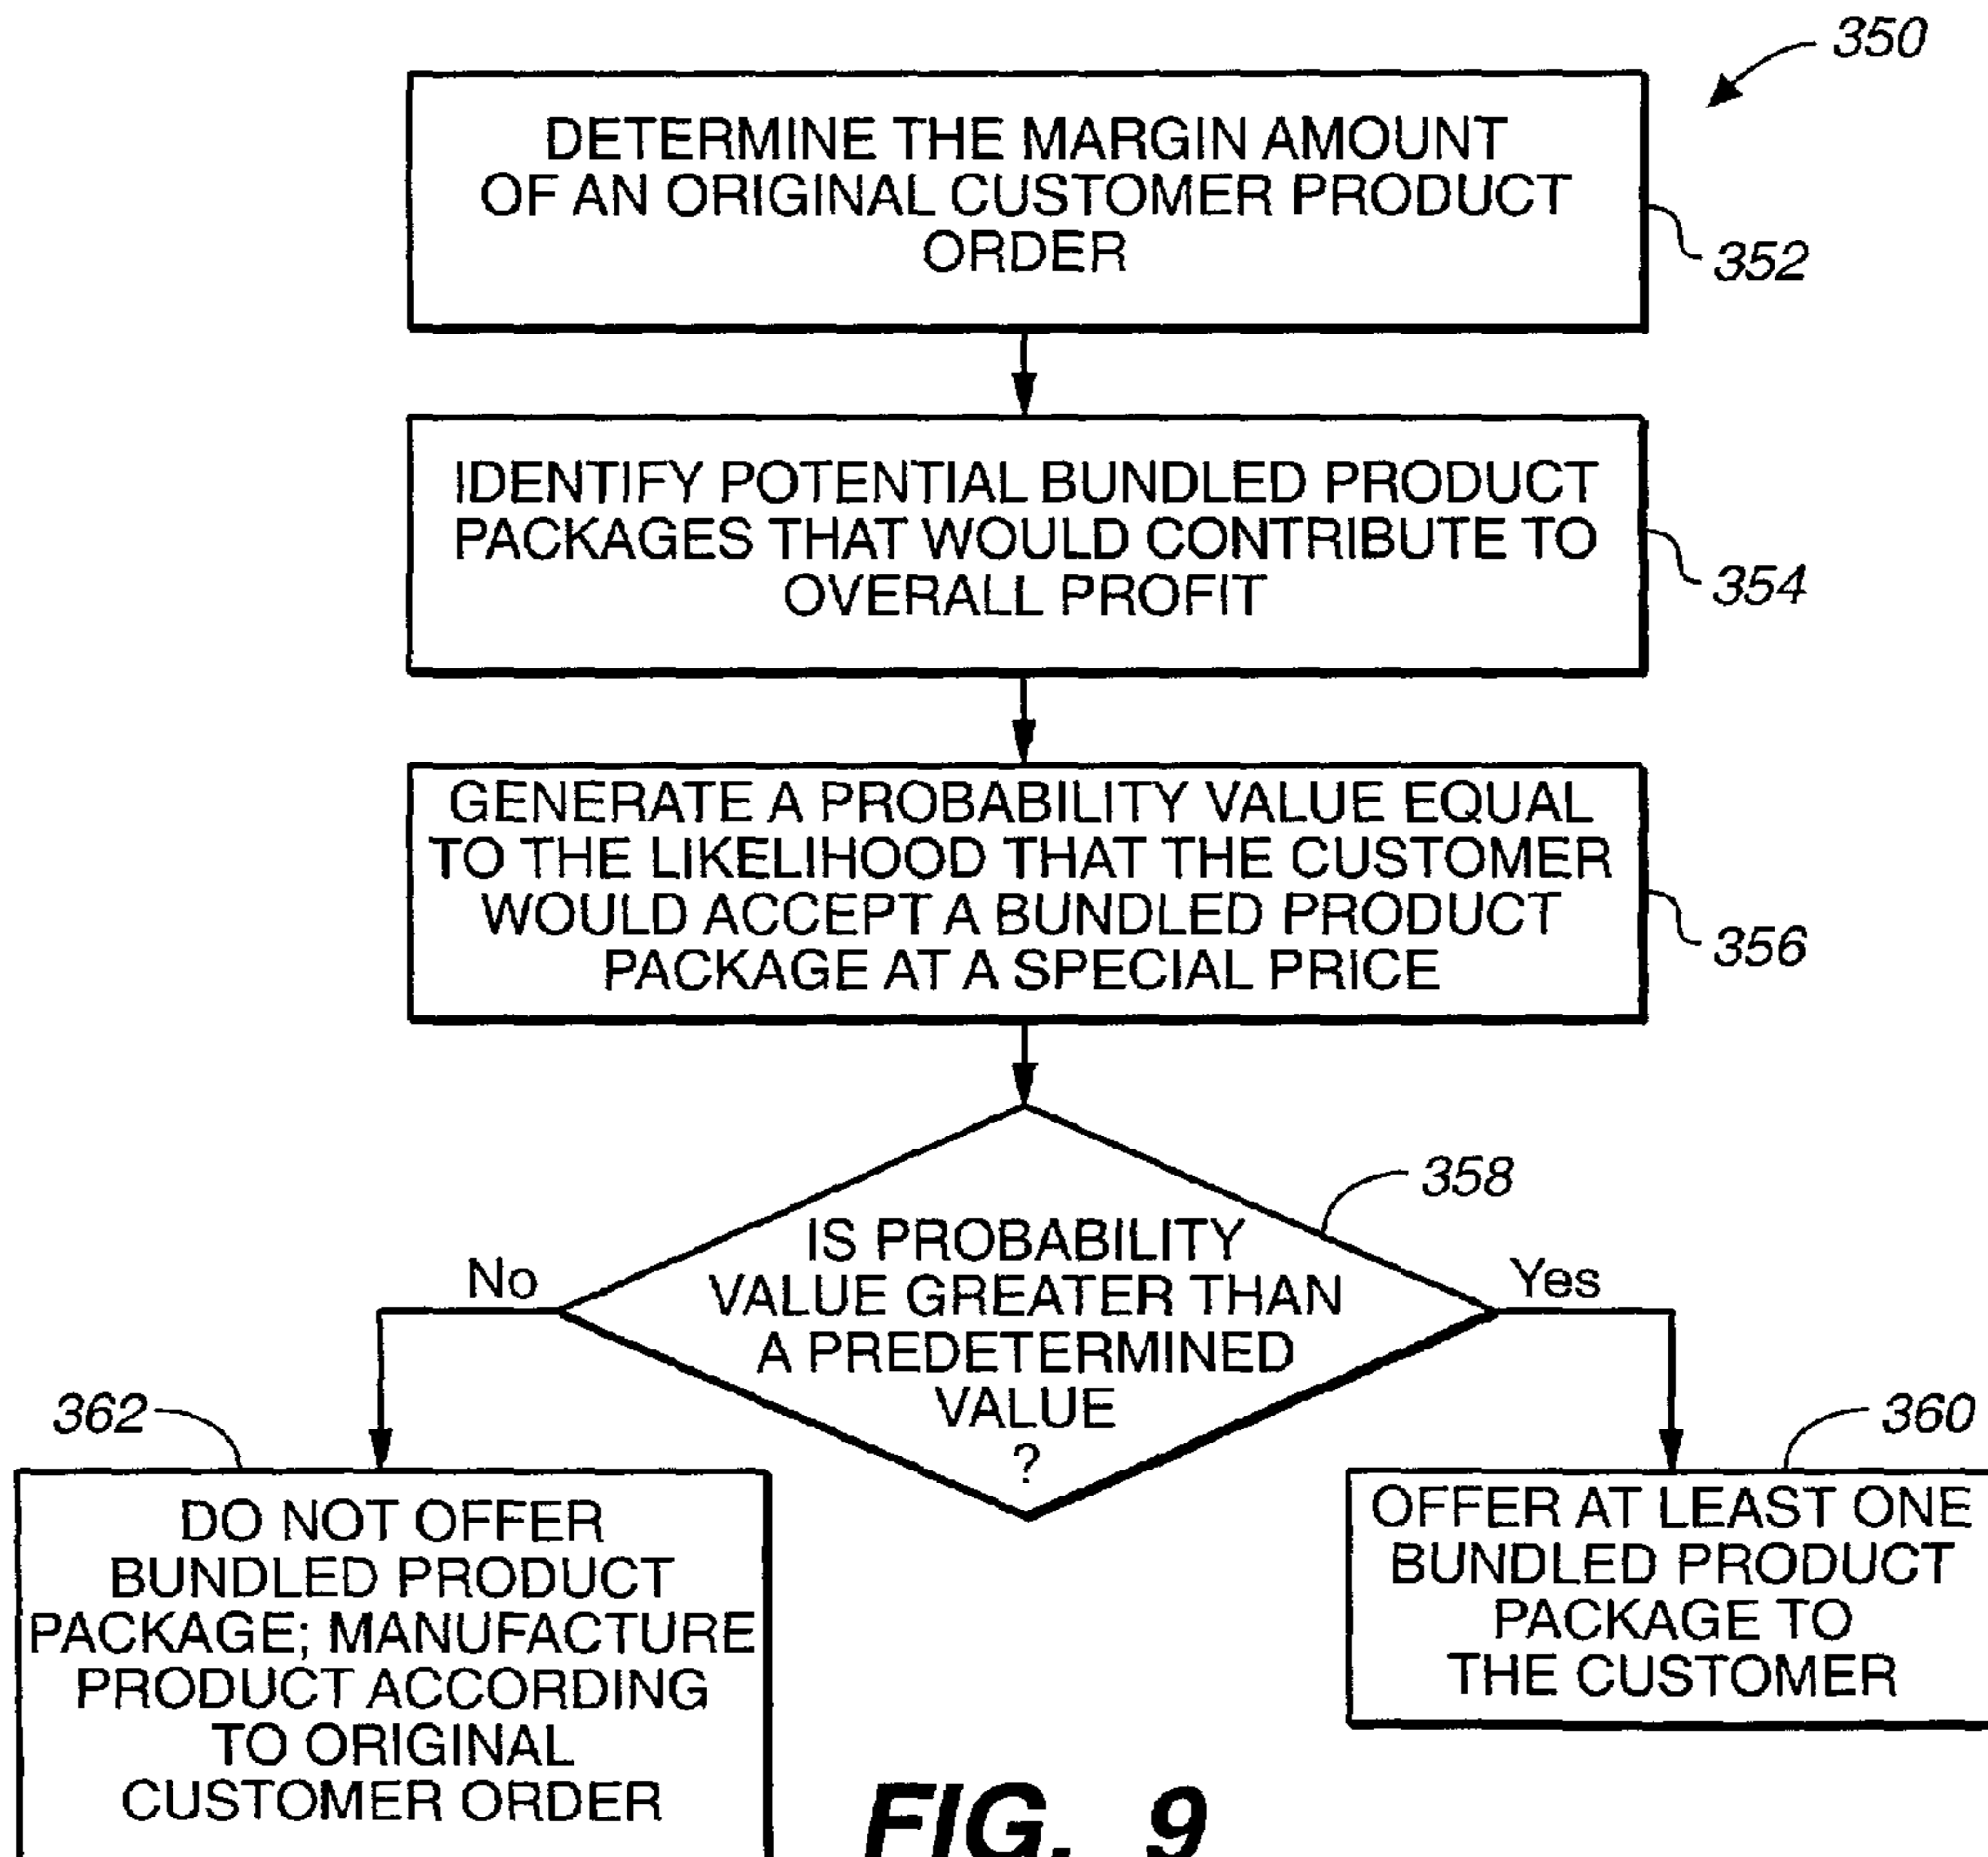 350
DETERMINE THE MARGIN AMOUNT
OF AN ORIGINAL CUSTOMER PRODUCT
ORDER
352
IDENTIFY POTENTIAL BUNDLED PRODUCT
PACKAGES THAT WOULD CONTRIBUTE TO
OVERALL PROFIT
354
GENERATE A PROBABILITY VALUE EQUAL
TO THE LIKELIHOOD THAT THE CUSTOMER
WOULD ACCEPT A BUNDLED PRODUCT
PACKAGE AT A SPECIAL PRICE
356
358
IS PROBABILITY
VALUE GREATER THAN
A PREDETERMINED
VALUE
?
No
Yes
362
DO NOT OFFER
BUNDLED PRODUCT
PACKAGE; MANUFACTURE
PRODUCT ACCORDING
TO ORIGINAL
CUSTOMER ORDER
360
OFFER AT LEAST ONE
BUNDLED PRODUCT
PACKAGE TO
THE CUSTOMER
FIG._9